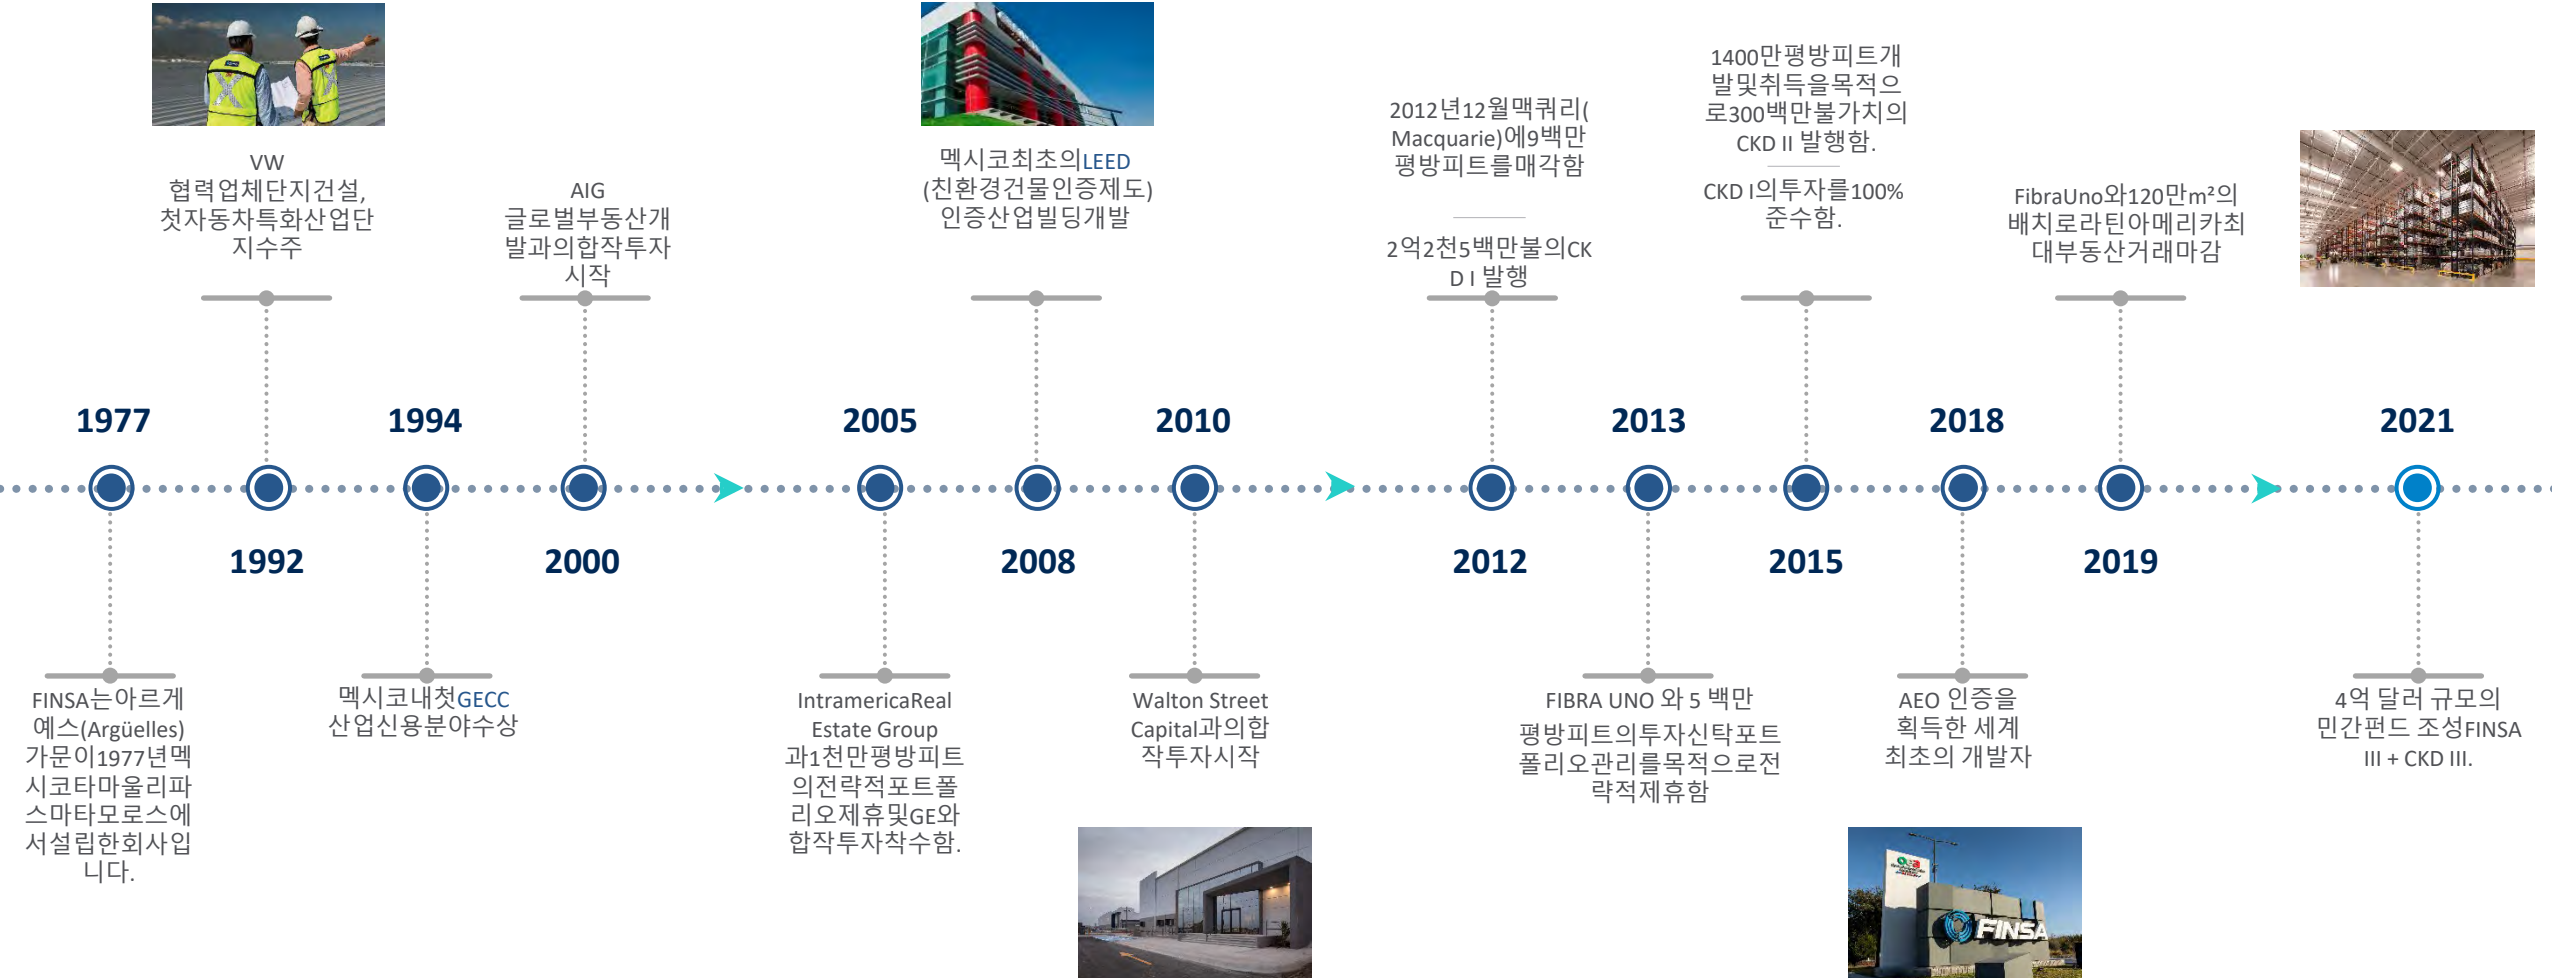 VW
협력업체단지건설,
첫자동차특화산업단
지수주
AIG
글로벌부동산개
발과의합작투자
시작
멕시코최초의LEED
(친환경건물인증제도)
인증산업빌딩개발
2012년12월맥쿼리(
Macquarie)에9백만
평방피트를매각함
2억2천5백만불의CK
D I 발행
1400만평방피트개
발및취득을목적으
로300백만불가치의
CKD II 발행함.
CKD I의투자를100%
준수함.
FibraUno와120만m²의
배치로라틴아메리카최
대부동산거래마감
1977
1994
2005
2010
2013
2018
2021
1992
2000
2008
2012
2015
2019
FINSA는아르게
예스(Argüelles)
가문이1977년멕
시코타마울리파
스마타모로스에
서설립한회사입
니다.
멕시코내첫GECC
산업신용분야수상
IntramericaReal
Estate Group
과1천만평방피트
의전략적포트폴
리오제휴및GE와
합작투자착수함.
Walton Street
Capital과의합
작투자시작
FIBRA UNO 와 5 백만
평방피트의투자신탁포트
폴리오관리를목적으로전
략적제휴함
AEO 인증을
획득한 세계
최초의 개발자
4억 달러 규모의
민간펀드 조성FINSA
III + CKD III.
FINSA